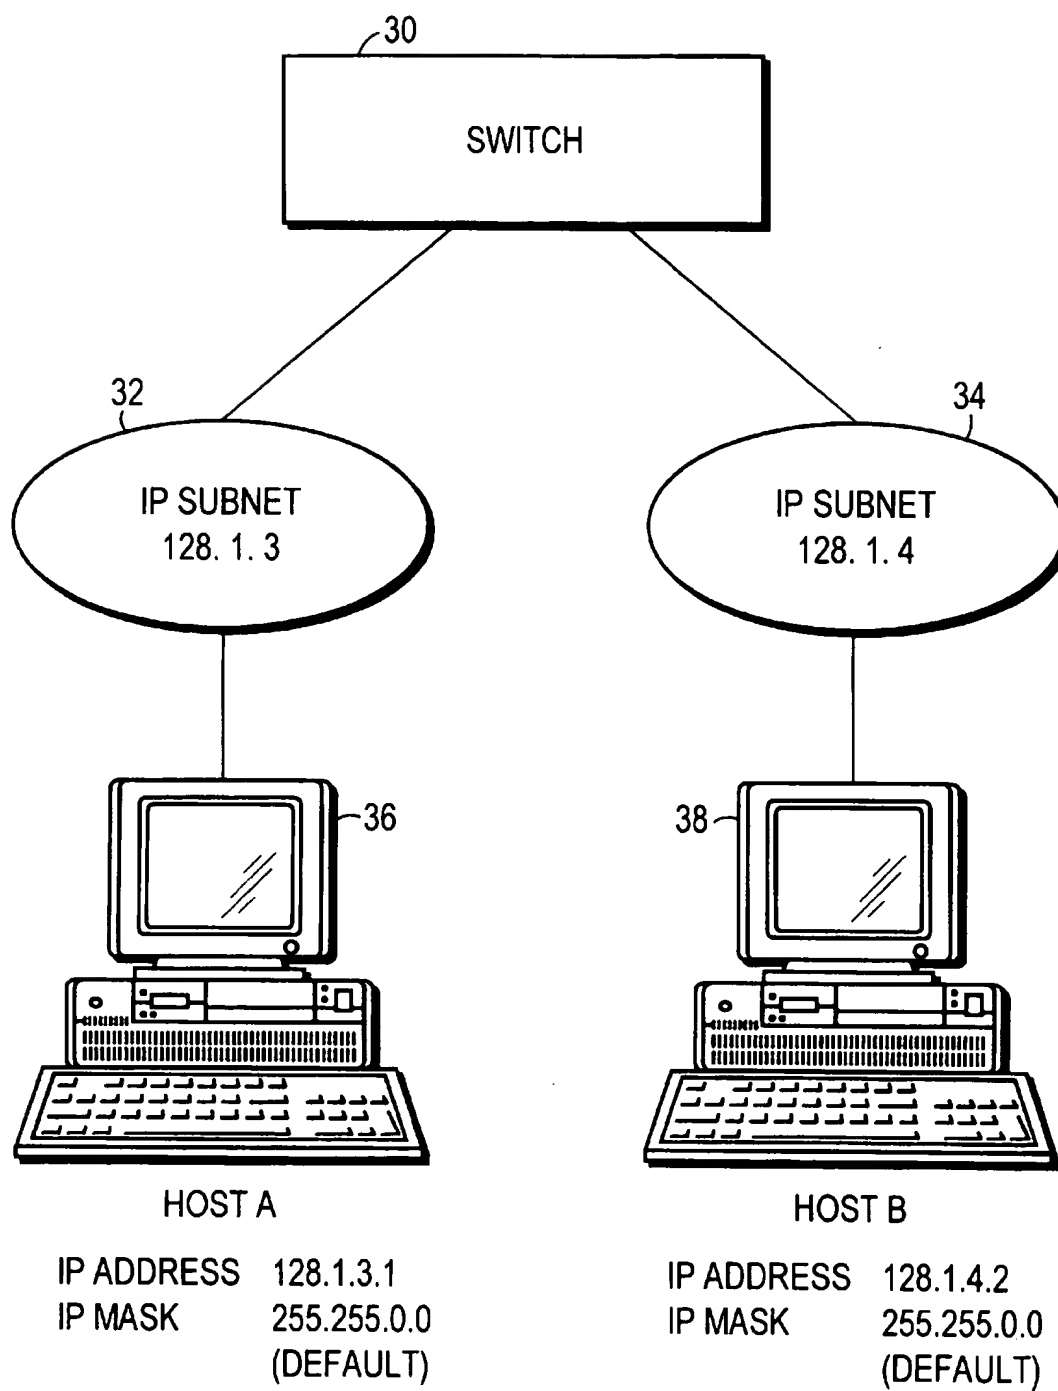 30
SWITCH
32
34
IP SUBNET
128. 1. 3
IP SUBNET
128. 1. 4
36
38
HOST A
IP ADDRESS 128.1.3.1
IP MASK 255.255.0.0
(DEFAULT)
HOST B
IP ADDRESS 128.1.4.2
IP MASK 255.255.0.0
(DEFAULT)